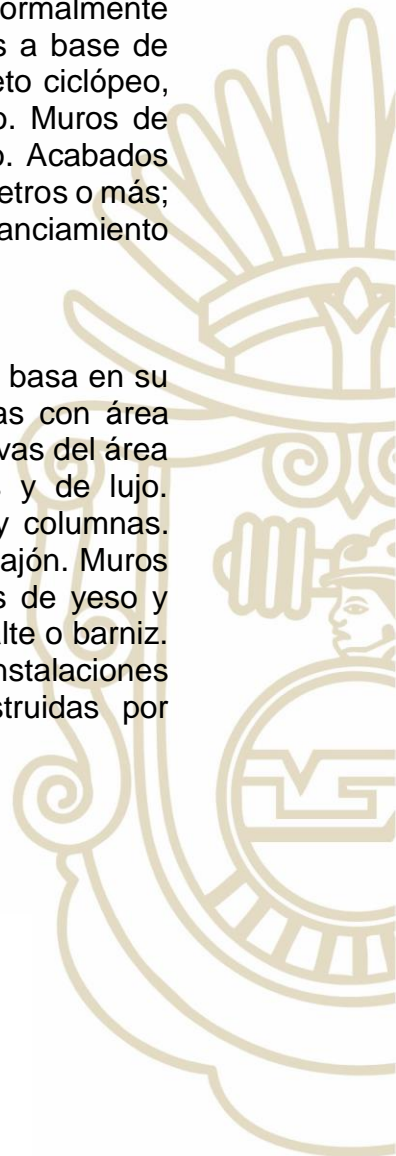 ormalmente
s a base de
eto ciclópeo,
o. Muros de
o. Acabados
etros o más;
anciamiento
basa en su
as con área
vas del área
y de lujo.
y columnas.
ajón. Muros
s de yeso y
alte o barniz.
nstalaciones
struidas por